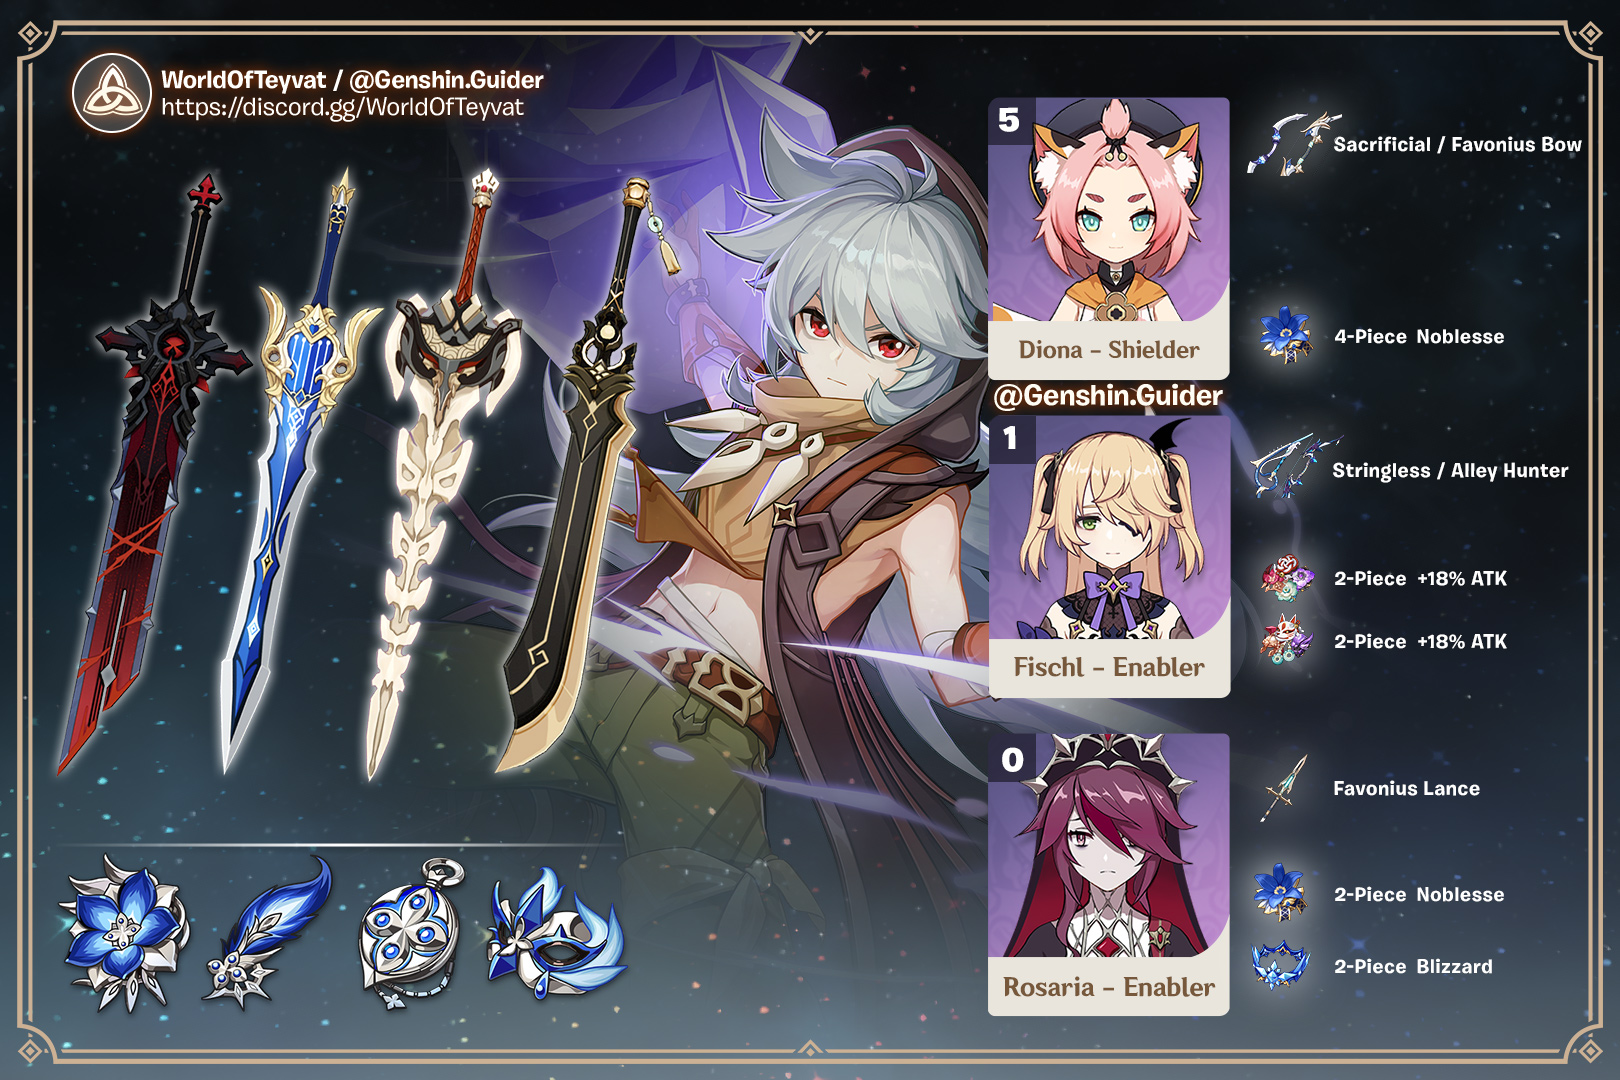 WorldOfTeyvat / @Genshin.Guider
https://discord.gg/WorldOfTeyvat
5
Diona – Shielder
Sacrificial / Favonius Bow
4-Piece Noblesse
@Genshin.Guider
1
Fischl – Enabler
Stringless / Alley Hunter
2-Piece +18% ATK
2-Piece +18% ATK
0
Rosaria – Enabler
Favonius Lance
2-Piece Noblesse
2-Piece Blizzard